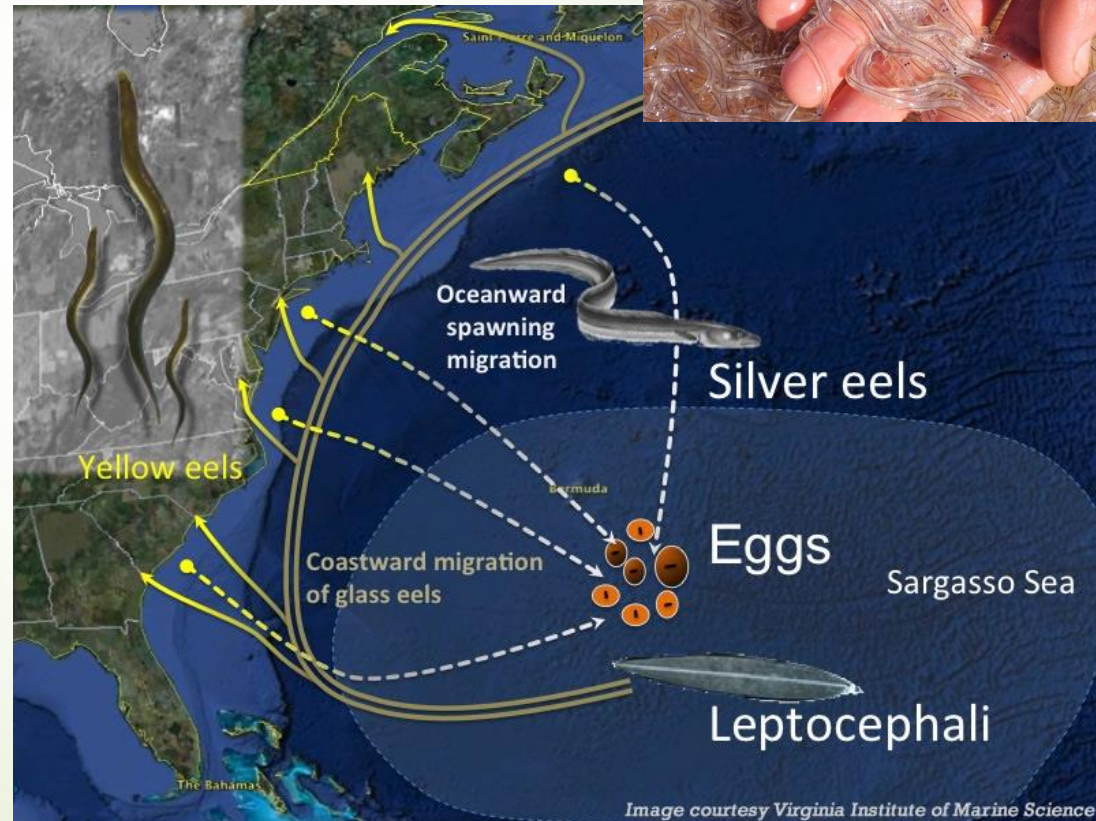 Saint Pierre and Miquelon
Oceanward
spawning
migration
Silver eels
Yellow eels
Bermuda
Eggs
Sargasso Sea
Coastward migration
of glass eels
Leptocephali
The Bahamas
Image courtesy Virginia Institute of Marine Science